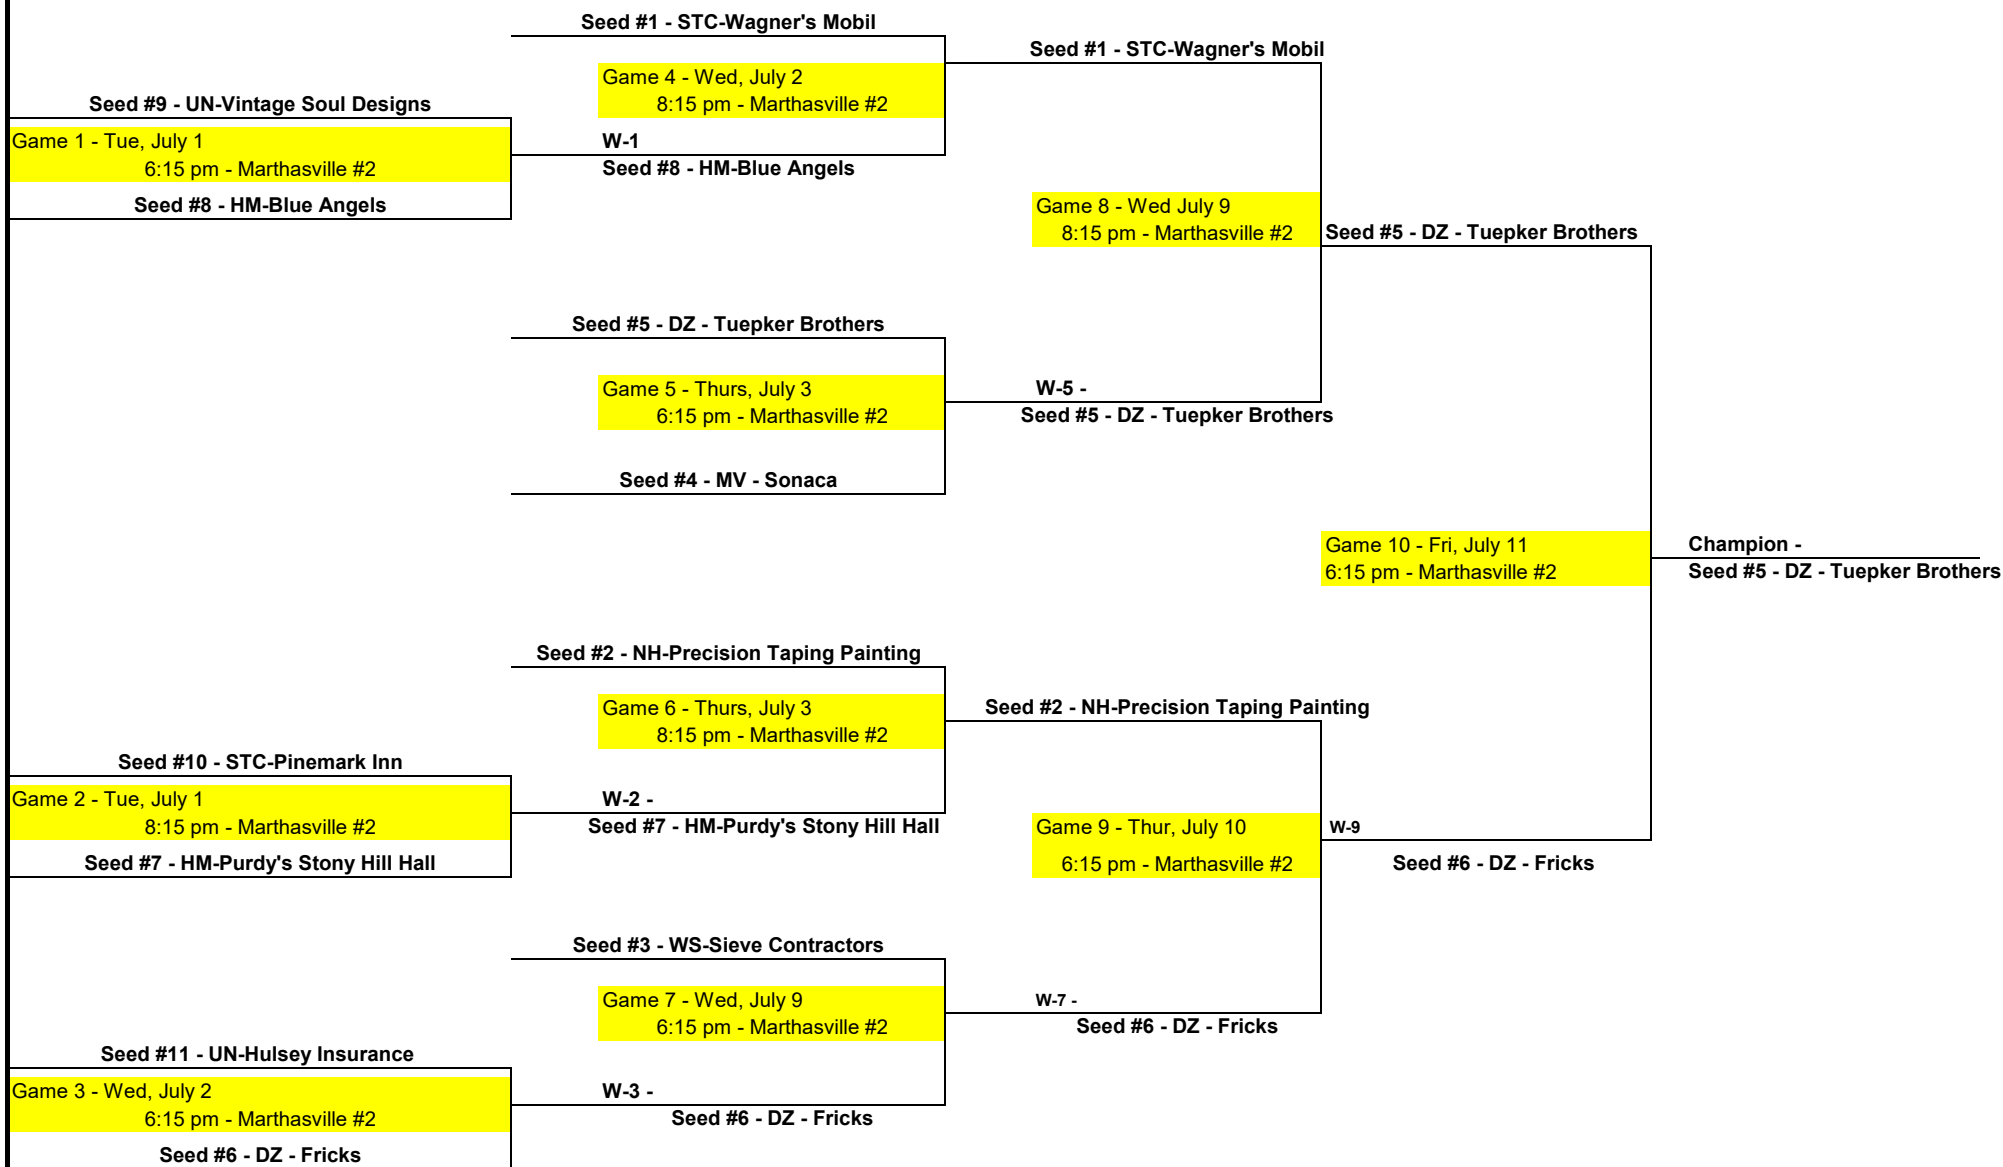 Seed #1 - STC-Wagner's Mobil
Seed #1 - STC-Wagner's Mobil
Game 4 - Wed, July 2
8:15 pm - Marthasville #2
Seed #9 - UN-Vintage Soul Designs
Game 1 - Tue, July 1
6:15 pm - Marthasville #2
W-1
Seed #8 - HM-Blue Angels
Seed #8 - HM-Blue Angels
Game 8 - Wed July 9
8:15 pm - Marthasville #2
Seed #5 - DZ - Tuepker Brothers
Seed #5 - DZ - Tuepker Brothers
Game 5 - Thurs, July 3
6:15 pm - Marthasville #2
W-5 -
Seed #5 - DZ - Tuepker Brothers
Seed #4 - MV - Sonaca
Game 10 - Fri, July 11
6:15 pm - Marthasville #2
Champion -
Seed #5 - DZ - Tuepker Brothers
Seed #2 - NH-Precision Taping Painting
Game 6 - Thurs, July 3
8:15 pm - Marthasville #2
Seed #2 - NH-Precision Taping Painting
Seed #10 - STC-Pinemark Inn
Game 2 - Tue, July 1
8:15 pm - Marthasville #2
W-2 -
Seed #7 - HM-Purdy's Stony Hill Hall
Seed #7 - HM-Purdy's Stony Hill Hall
Game 9 - Thur, July 10
6:15 pm - Marthasville #2
W-9
Seed #6 - DZ - Fricks
Seed #3 - WS-Sieve Contractors
Game 7 - Wed, July 9
6:15 pm - Marthasville #2
W-7 -
Seed #6 - DZ - Fricks
Seed #11 - UN-Hulsey Insurance
Game 3 - Wed, July 2
6:15 pm - Marthasville #2
W-3 -
Seed #6 - DZ - Fricks
Seed #6 - DZ - Fricks